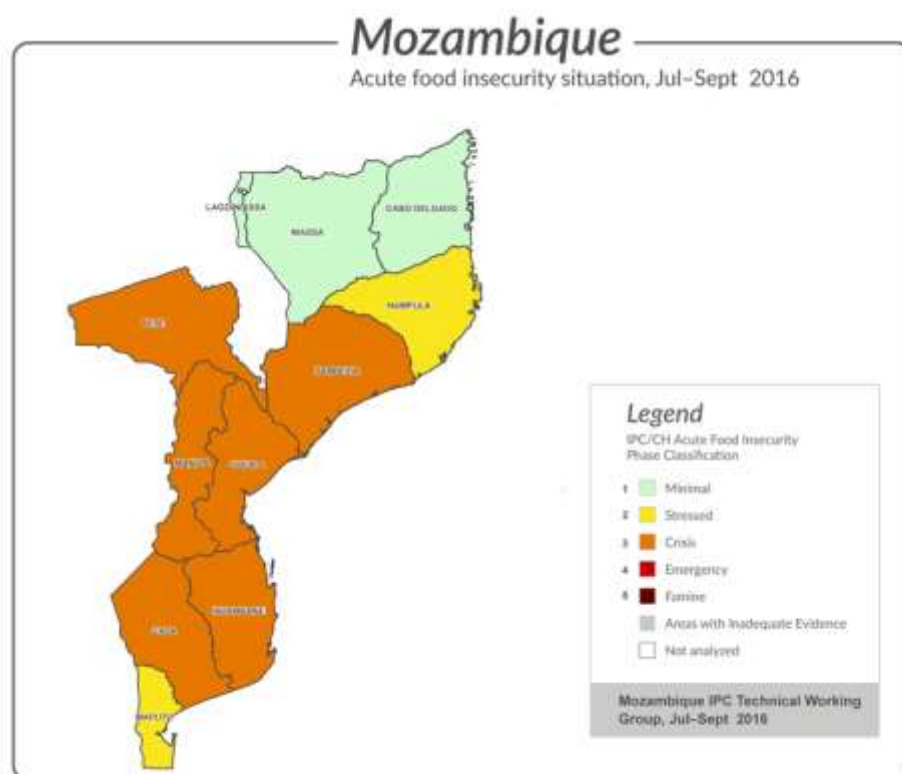 Mozambique
Acute food insecurity situation, Jul–Sept 2016
CABO DELGADO
NIASSA
NAMPULA
TETE
ZAMBEZIA
MANICA
SOFALA
INHAMBANE
GAZA
MAPUTO
Legend
IPC/CH Acute Food Insecurity
Phase Classification
1 Minimal
2 Stressed
3 Crisis
4 Emergency
5 Famine
Areas with Inadequate Evidence
Not analyzed
Mozambique IPC Technical Working
Group, Jul–Sept 2016